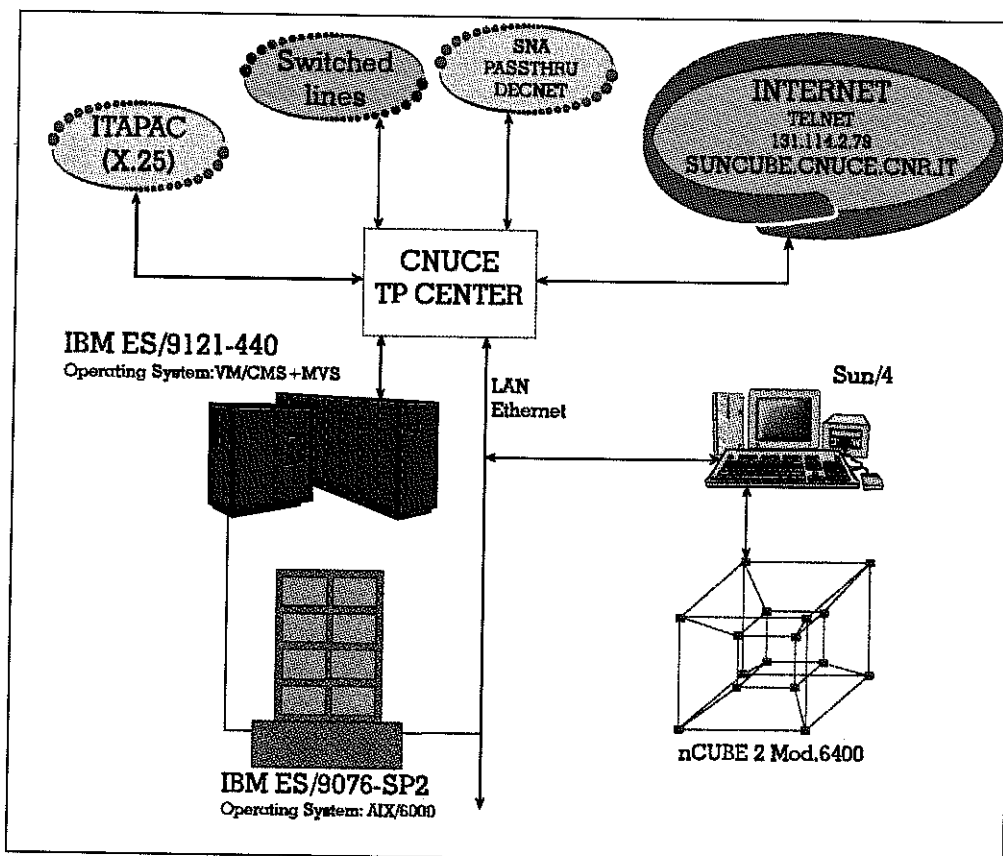 Switched
lines
SNA
PASSTHRU
DECNET
ITAPAC
(X.25)
INTERNET
TELNET
131.114.2.79
SUNCUBE.CNUCE.CNR.IT
CNUCE
TP CENTER
IBM ES/9121-440
Operating System:VM/CMS+MVS
LAN
Ethernet
Sun/4
nCUBE 2 Mod.6400
IBM ES/9076-SP2
Operating System: AIX/6000